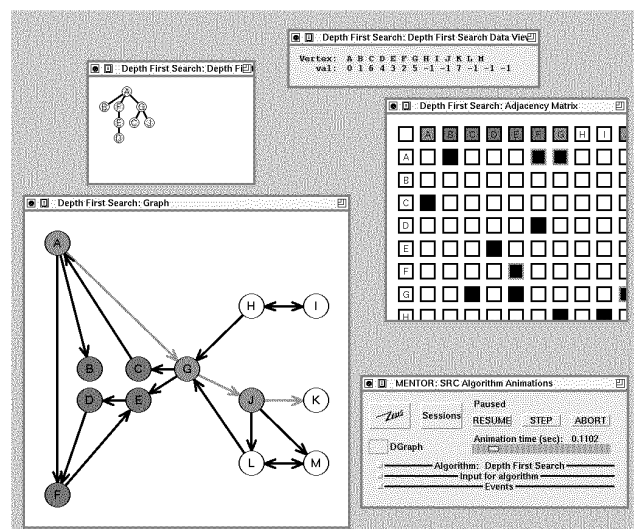 Depth First Search: Depth First Search Data View
Vertex: A B C D E F G H I J K L M
val: 0 1 6 4 3 2 5 -1 -1 7 -1 -1 -1
Depth First Search: Depth Fi
A
B F G
E C J
D
Depth First Search: Adjacency Matrix
A B C D E F G H I
A
B
C
D
E
F
G
H
Depth First Search: Graph
A
H I
B C G
D E J K
L M
F
MENTOR: SRC Algorithm Animations
Zeus
Sessions
Paused
RESUME STEP ABORT
DGraph
Animation time (sec): 0.1102
Algorithm: Depth First Search
Input for algorithm
Events